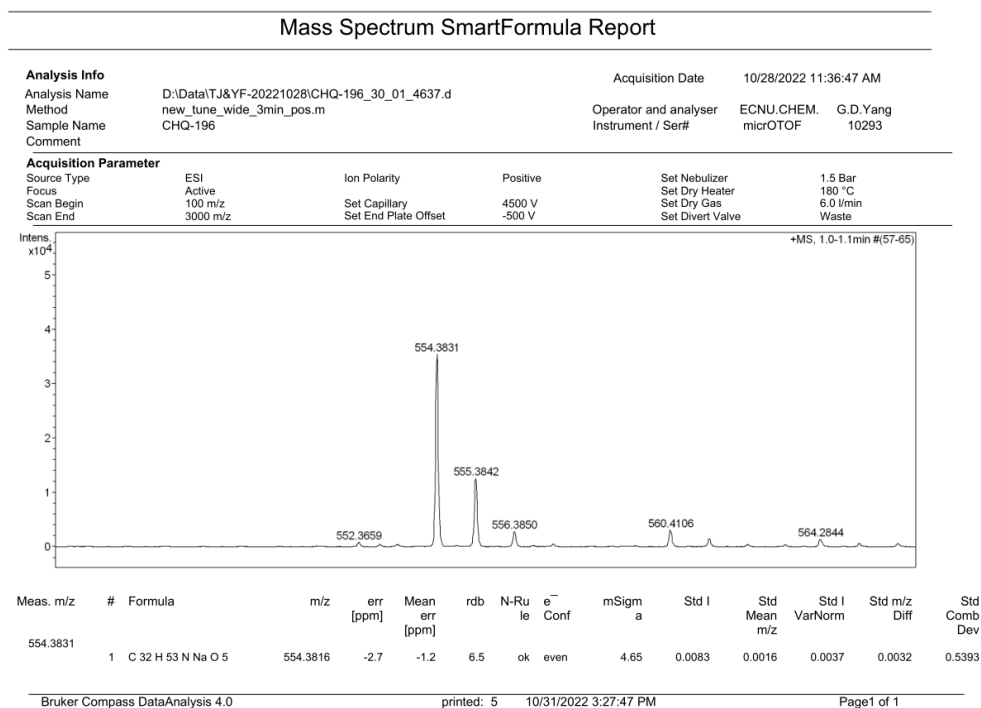 Mass Spectrum SmartFormula Report
Analysis Info
Acquisition Date 10/28/2022 11:36:47 AM
Analysis Name D:\Data\TJ&YF-20221028\CHQ-196_30_01_4637.d
Method new_tune_wide_3min_pos.m
Operator and analyser ECNU.CHEM. G.D.Yang
Sample Name CHQ-196
Instrument / Ser# micrOTOF 10293
Comment
Acquisition Parameter
Source Type ESI Ion Polarity Positive Set Nebulizer 1.5 Bar
Focus Active Set Dry Heater 180 °C
Scan Begin 100 m/z Set Capillary 4500 V Set Dry Gas 6.0 l/min
Scan End 3000 m/z Set End Plate Offset -500 V Set Divert Valve Waste
Intens.
x10^4
+MS, 1.0-1.1min #(57-65)
5
4
554.3831
3
2
555.3842
1
556.3850
560.4106
552.3659
564.2844
0
Meas. m/z # Formula m/z err Mean rdb N-Ru e¯ mSigm Std I Std Std I Std m/z Std
[ppm] err le Conf a Mean VarNorm Diff Comb
[ppm] m/z Dev
554.3831
1 C 32 H 53 N Na O 5 554.3816 -2.7 -1.2 6.5 ok even 4.65 0.0083 0.0016 0.0037 0.0032 0.5393
Bruker Compass DataAnalysis 4.0 printed: 5 10/31/2022 3:27:47 PM Page1 of 1